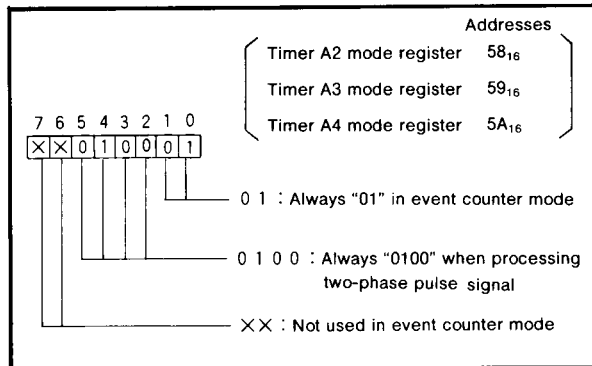 Addresses
Timer A2 mode register 58₁₆
Timer A3 mode register 59₁₆
Timer A4 mode register 5A₁₆
7 6 5 4 3 2 1 0
× × 0 1 0 0 0 1
0 1 : Always "01" in event counter mode
0 1 0 0 : Always "0100" when processing
two-phase pulse signal
×× : Not used in event counter mode